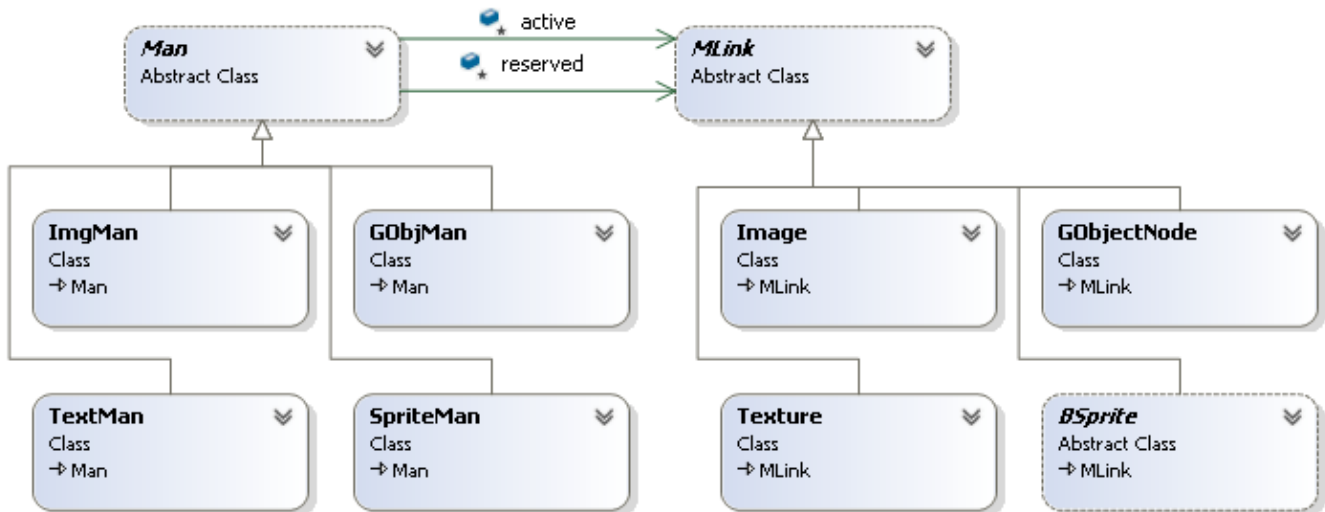 active
Man
Abstract Class
reserved
MLink
Abstract Class
ImgMan
Class
Man
GObjMan
Class
Man
Image
Class
MLink
GObjectNode
Class
MLink
TextMan
Class
Man
SpriteMan
Class
Man
Texture
Class
MLink
BSprite
Abstract Class
MLink